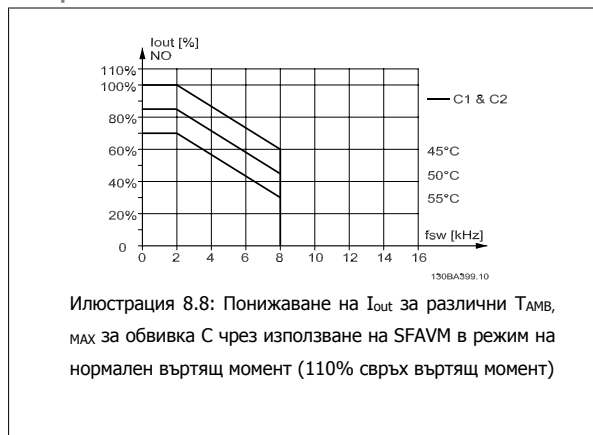 Iout [%]
NO
110%
100%
80%
60%
40%
20%
0
0 2 4 6 8 10 12 14 16
fsw [kHz]
C1 & C2
45°C
50°C
55°C
130BA399.10
Илюстрация 8.8: Понижаване на Iout за различни TAMB,
MAX за обвивка C чрез използване на SFAVM в режим на
нормален въртящ момент (110% свръх въртящ момент)